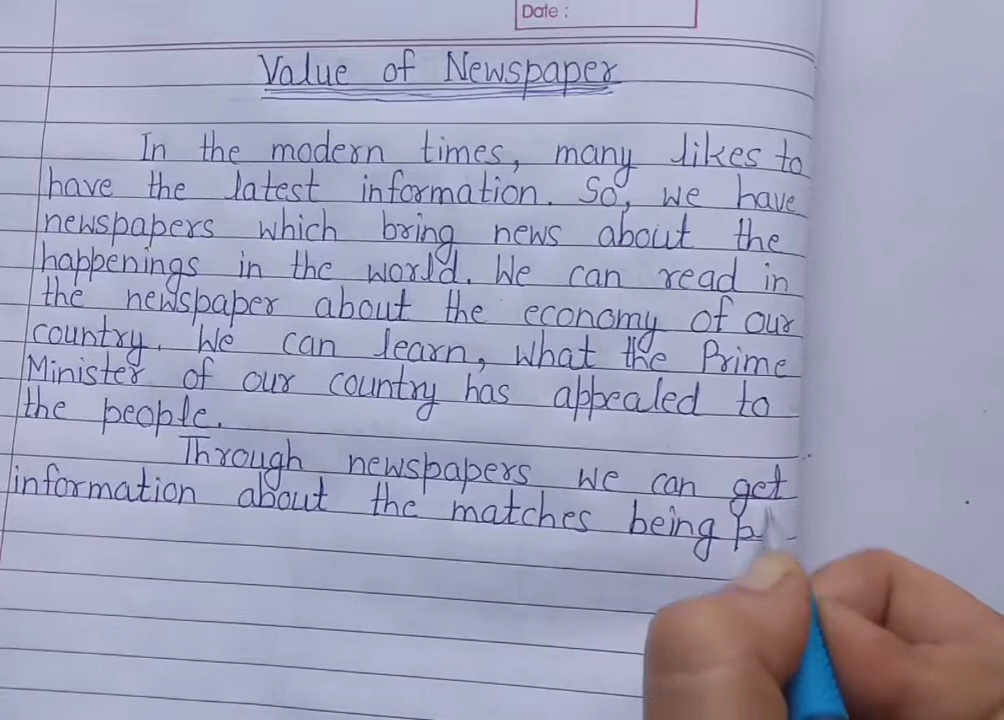 Date :
Value of Newspaper
In the modern times, many likes to
have the latest information. So, we have
newspapers which bring news about the
happenings in the world. We can read in
the newspaper about the economy of our
country. We can learn, what the Prime
Minister of our country has appealed to
the people.
Through newspapers we can get
information about the matches being